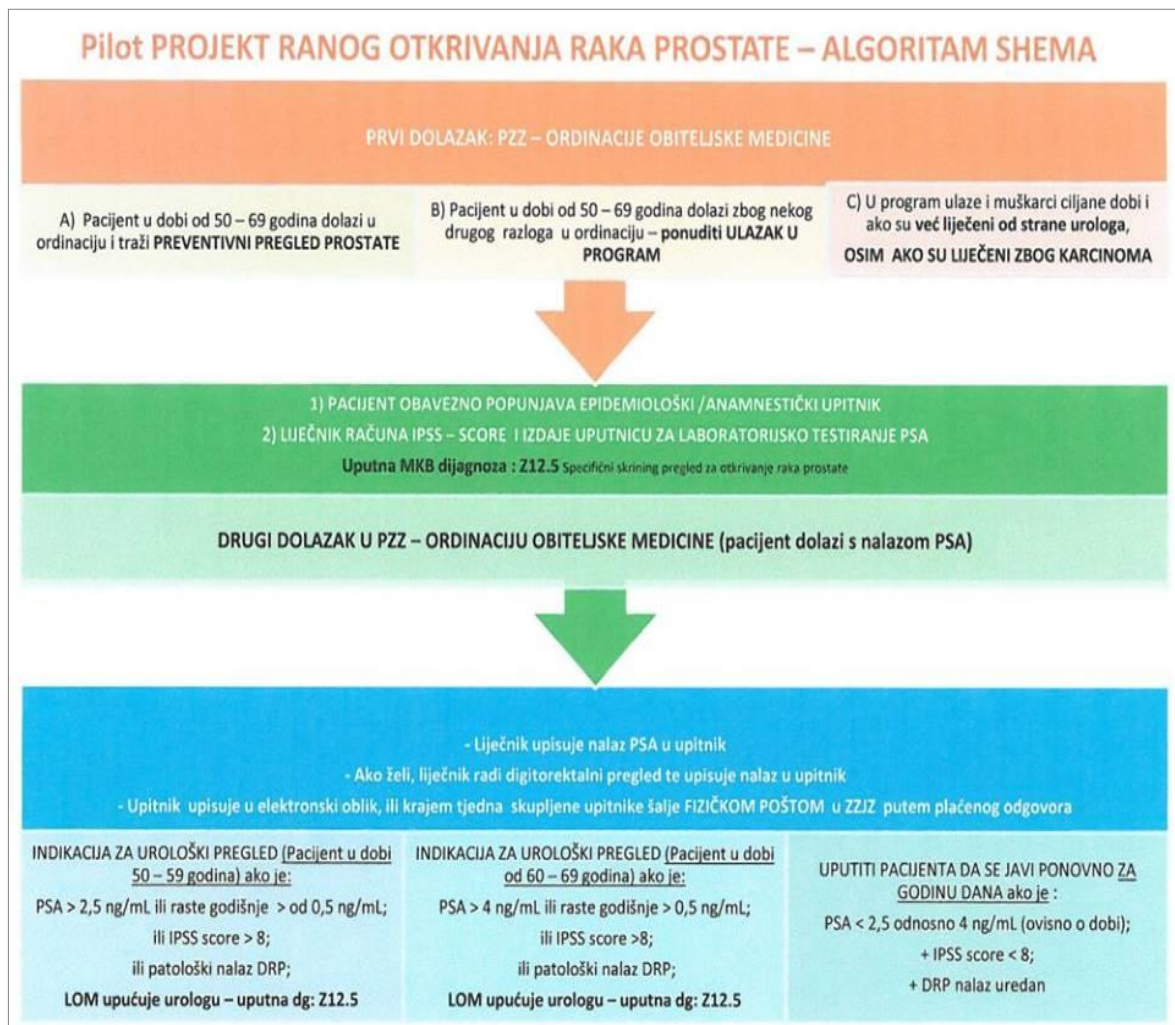 Pilot PROJEKT RANOG OTKRIVANJA RAKA PROSTATE – ALGORITAM SHEMA
PRVI DOLAZAK: PZZ – ORDINACIJE OBITELJSKE MEDICINE
A) Pacijent u dobi od 50 – 69 godina dolazi u
ordinaciju i traži PREVENTIVNI PREGLED PROSTATE
B) Pacijent u dobi od 50 – 69 godina dolazi zbog nekog
drugog razloga u ordinaciju – ponuditi ULAZAK U
PROGRAM
C) U program ulaze i muškarci ciljane dobi i
ako su već liječeni od strane urologa,
OSIM AKO SU LIJEČENI ZBOG KARCINOMA
1) PACIJENT OBAVEZNO POPUNJAVA EPIDEMIOLOŠKI /ANAMNESTIČKI UPITNIK
2) LIJEČNIK RAČUNA IPSS – SCORE I IZDAJE UPUTNICU ZA LABORATORIJSKO TESTIRANJE PSA
Uputna MKB dijagnoza : Z12.5 Specifični skrining pregled za otkrivanje raka prostate
DRUGI DOLAZAK U PZZ – ORDINACIJU OBITELJSKE MEDICINE (pacijent dolazi s nalazom PSA)
- Liječnik upisuje nalaz PSA u upitnik
- Ako želi, liječnik radi digitorektalni pregled te upisuje nalaz u upitnik
- Upitnik upisuje u elektronski oblik, ili krajem tjedna skupljene upitnike šalje FIZIČKOM POŠTOM u ZZJZ putem plaćenog odgovora
INDIKACIJA ZA UROLOŠKI PREGLED (Pacijent u dobi
50 – 59 godina) ako je:
PSA > 2,5 ng/mL ili raste godišnje > od 0,5 ng/mL;
ili IPSS score > 8;
ili patološki nalaz DRP;
LOM upućuje urologu – uputna dg: Z12.5
INDIKACIJA ZA UROLOŠKI PREGLED (Pacijent u dobi
od 60 – 69 godina) ako je:
PSA > 4 ng/mL ili raste godišnje > 0,5 ng/mL;
ili IPSS score >8;
ili patološki nalaz DRP;
LOM upućuje urologu – uputna dg: Z12.5
UPUTITI PACIJENTA DA SE JAVI PONOVNO ZA
GODINU DANA ako je :
PSA < 2,5 odnosno 4 ng/mL (ovisno o dobi);
+ IPSS score < 8;
+ DRP nalaz uredan